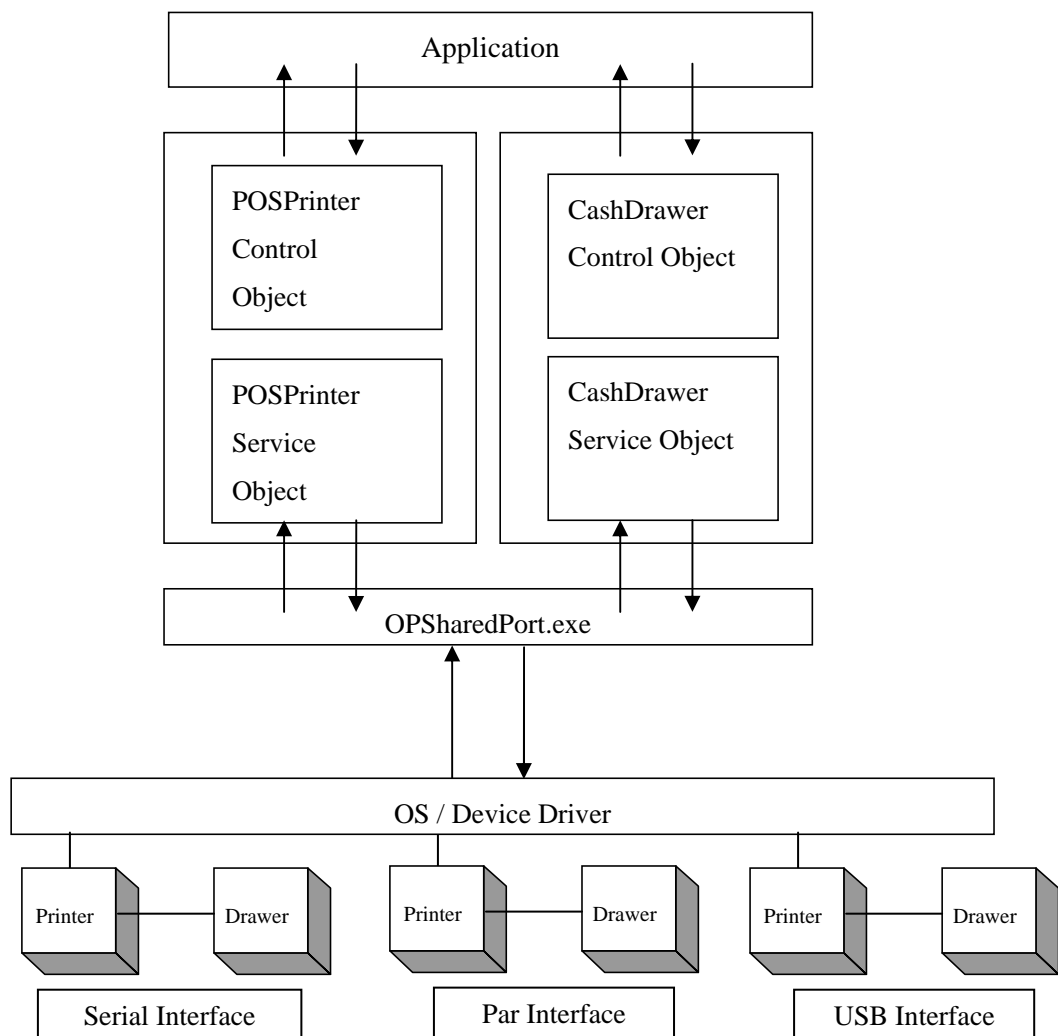 Application
POSPrinter
Control
Object
CashDrawer
Control Object
POSPrinter
Service
Object
CashDrawer
Service Object
OPSharedPort.exe
OS / Device Driver
Printer
Drawer
Printer
Drawer
Printer
Drawer
Serial Interface
Par Interface
USB Interface